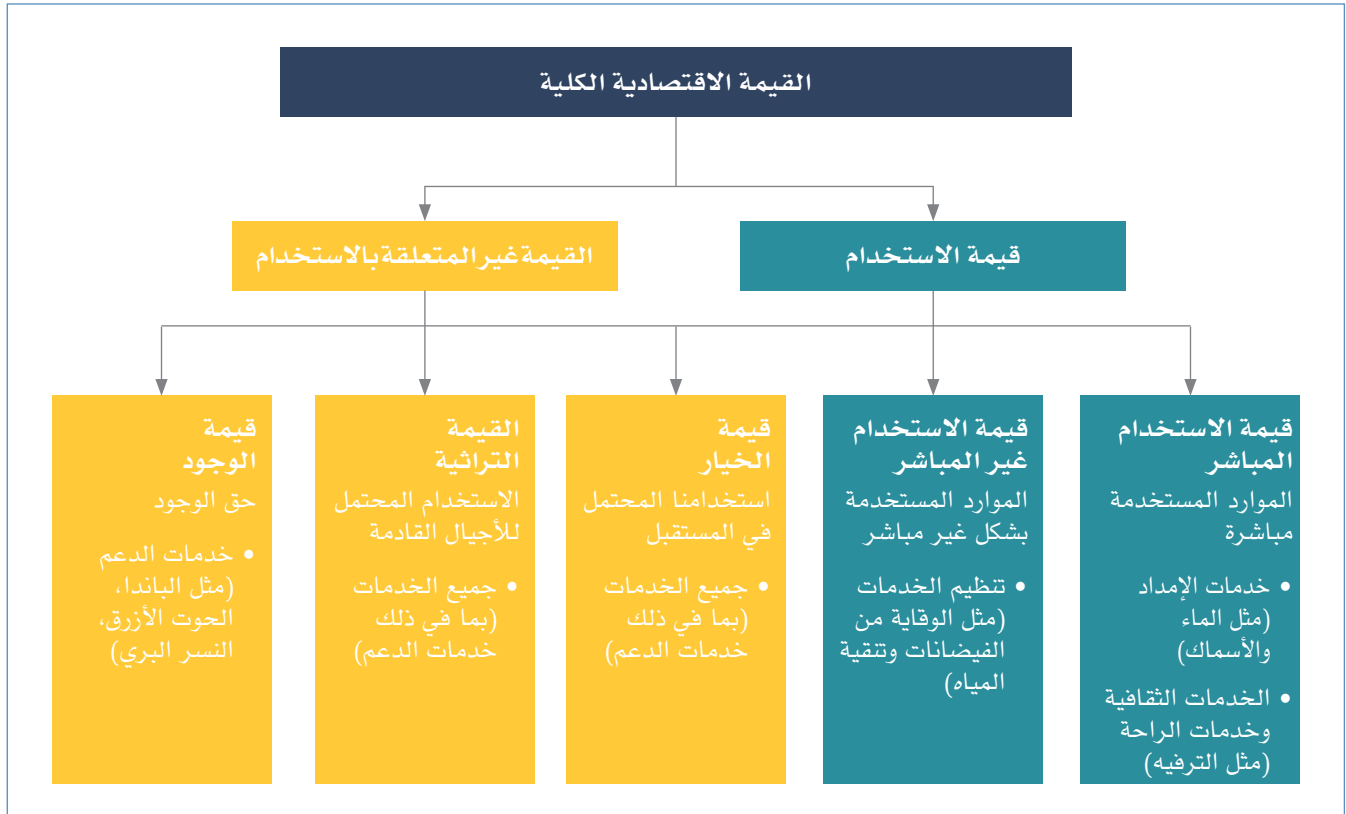 القيمة الاقتصادية الكلية
قيمة الاستخدام
القيمة غير المتعلقة بالاستخدام
قيمة الاستخدام
المباشر
الموارد المستخدمة
مباشرة
• خدمات الإمداد
(مثل الماء
والأسماك)
• الخدمات الثقافية
وخدمات الراحة
(مثل الترفيه)
قيمة الاستخدام
غير المباشر
الموارد المستخدمة
بشكل غير مباشر
• تنظيم الخدمات
(مثل الوقاية من
الفيضانات وتنقية
المياه)
قيمة
الخيار
استخدامنا المحتمل
في المستقبل
• جميع الخدمات
(بما في ذلك
خدمات الدعم)
القيمة
التراثية
الاستخدام المحتمل
للأجيال القادمة
• جميع الخدمات
(بما في ذلك
خدمات الدعم)
قيمة
الوجود
حق الوجود
• خدمات الدعم
(مثل الباندا،
الحوت الأزرق،
النسر البري)